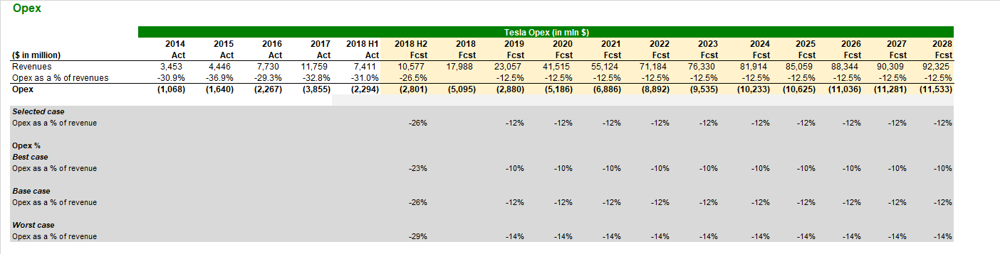 Opex
Tesla Opex (in mln $)
2014 2015 2016 2017 2018 H1 2018 H2 2018 2019 2020 2021 2022 2023 2024 2025 2026 2027 2028
($ in million) Act Act Act Act Act Fcst Fcst Fcst Fcst Fcst Fcst Fcst Fcst Fcst Fcst Fcst Fcst
Revenues 3,453 4,446 7,730 11,759 7,411 10,577 17,988 23,057 41,515 55,124 71,184 76,330 81,914 85,059 88,344 90,309 92,325
Opex as a % of revenues -30.9% -36.9% -29.3% -32.8% -31.0% -26.5% -12.5% -12.5% -12.5% -12.5% -12.5% -12.5% -12.5% -12.5% -12.5% -12.5%
Opex (1,068) (1,640) (2,267) (3,855) (2,294) (2,801) (5,095) (2,880) (5,186) (6,886) (8,892) (9,535) (10,233) (10,625) (11,036) (11,281) (11,533)
Selected case
Opex as a % of revenue -26% -12% -12% -12% -12% -12% -12% -12% -12% -12% -12%
Opex %
Best case
Opex as a % of revenue -23% -10% -10% -10% -10% -10% -10% -10% -10% -10% -10%
Base case
Opex as a % of revenue -26% -12% -12% -12% -12% -12% -12% -12% -12% -12% -12%
Worst case
Opex as a % of revenue -29% -14% -14% -14% -14% -14% -14% -14% -14% -14% -14%